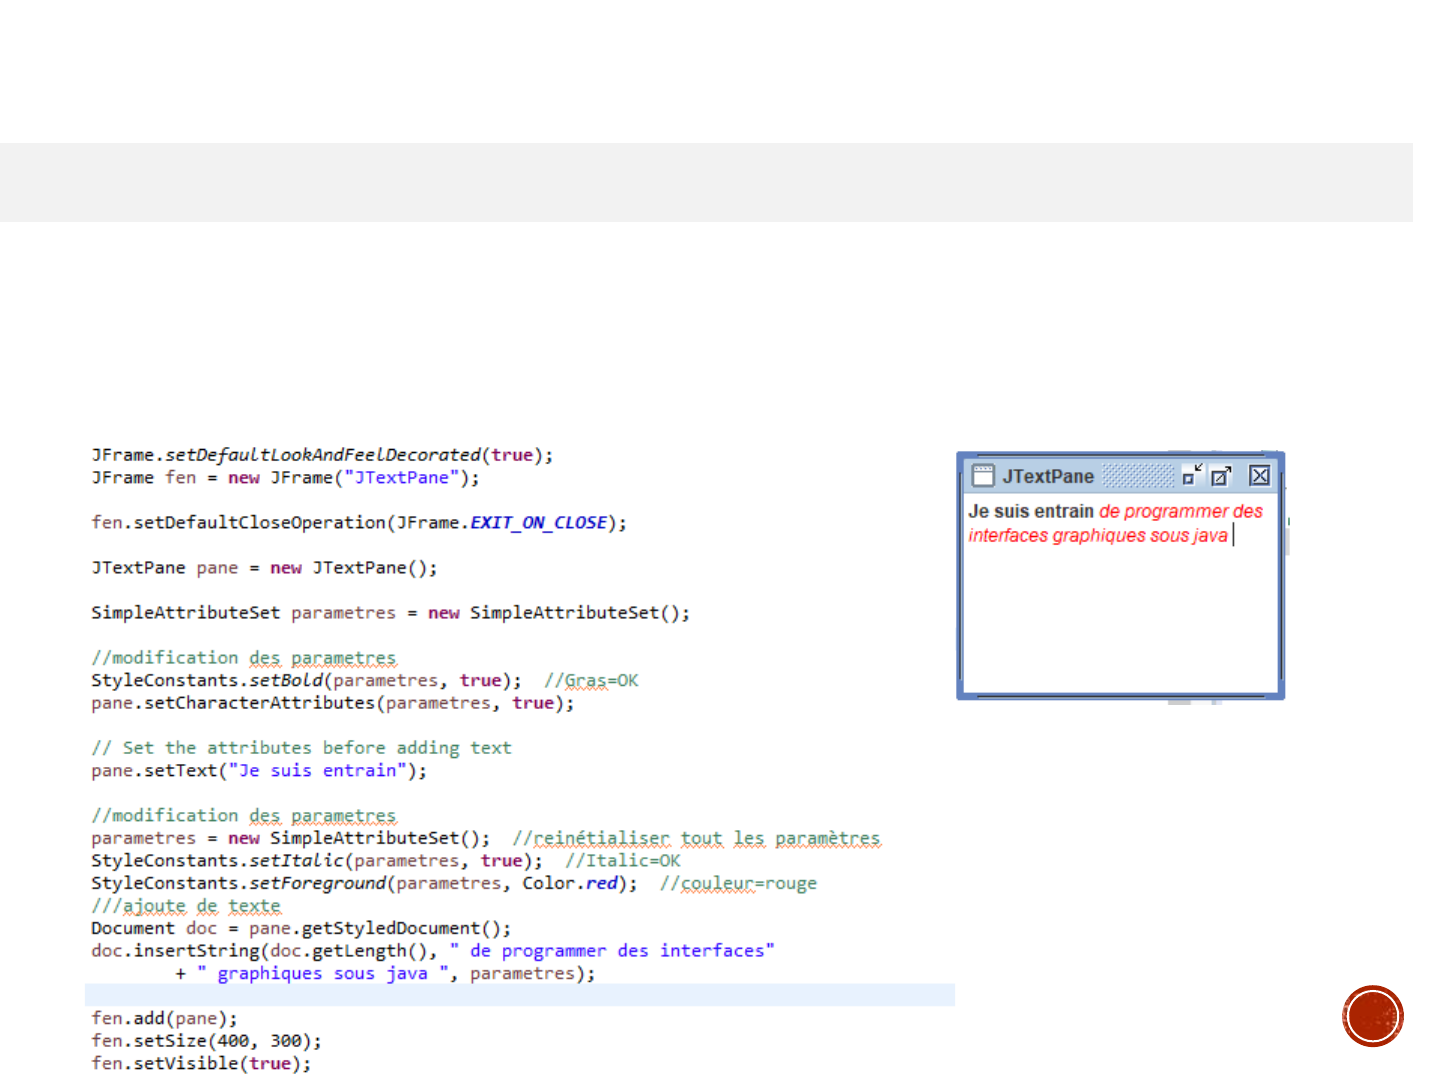 JFrame.setDefaultLookAndFeelDecorated(true);
JFrame fen = new JFrame("JTextPane");
fen.setDefaultCloseOperation(JFrame.EXIT_ON_CLOSE);
JTextPane pane = new JTextPane();
SimpleAttributeSet parametres = new SimpleAttributeSet();
//modification des parametres
StyleConstants.setBold(parametres, true);  //Gras=OK
pane.setCharacterAttributes(parametres, true);
// Set the attributes before adding text
pane.setText("Je suis entrain");
//modification des parametres
parametres = new SimpleAttributeSet();  //reinétialiser tout les paramètres
StyleConstants.setItalic(parametres, true);  //Italic=OK
StyleConstants.setForeground(parametres, Color.red);  //couleur=rouge
///ajoute de texte
Document doc = pane.getStyledDocument();
doc.insertString(doc.getLength(), " de programmer des interfaces"
        + " graphiques sous java ", parametres);
fen.add(pane);
fen.setSize(400, 300);
fen.setVisible(true);
JTextPane
Je suis entrain de programmer des
interfaces graphiques sous java